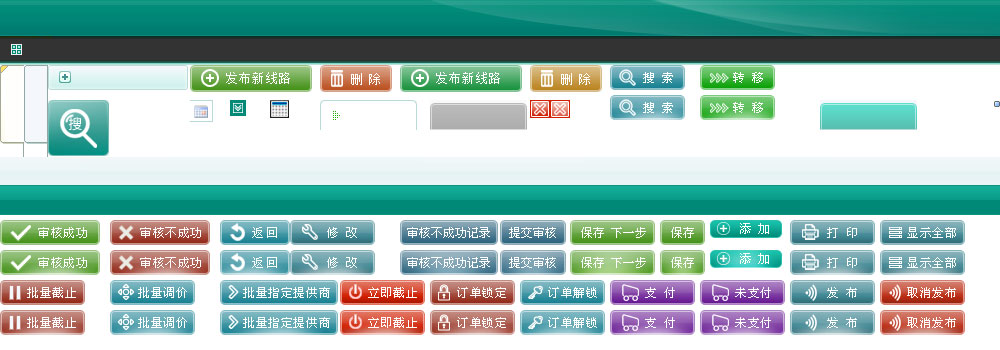 发布新线路 删 除 发布新线路 删 除 搜 索 转 移
搜 搜 索 转 移
审核成功 审核不成功 返回 修 改 审核不成功记录 提交审核 保存 下一步 保存 添 加 打 印 显示全部
审核成功 审核不成功 返回 修 改 审核不成功记录 提交审核 保存 下一步 保存 添 加 打 印 显示全部
批量截止 批量调价 批量指定提供商 立即截止 订单锁定 订单解锁 支 付 未支付 发 布 取消发布
批量截止 批量调价 批量指定提供商 立即截止 订单锁定 订单解锁 支 付 未支付 发 布 取消发布